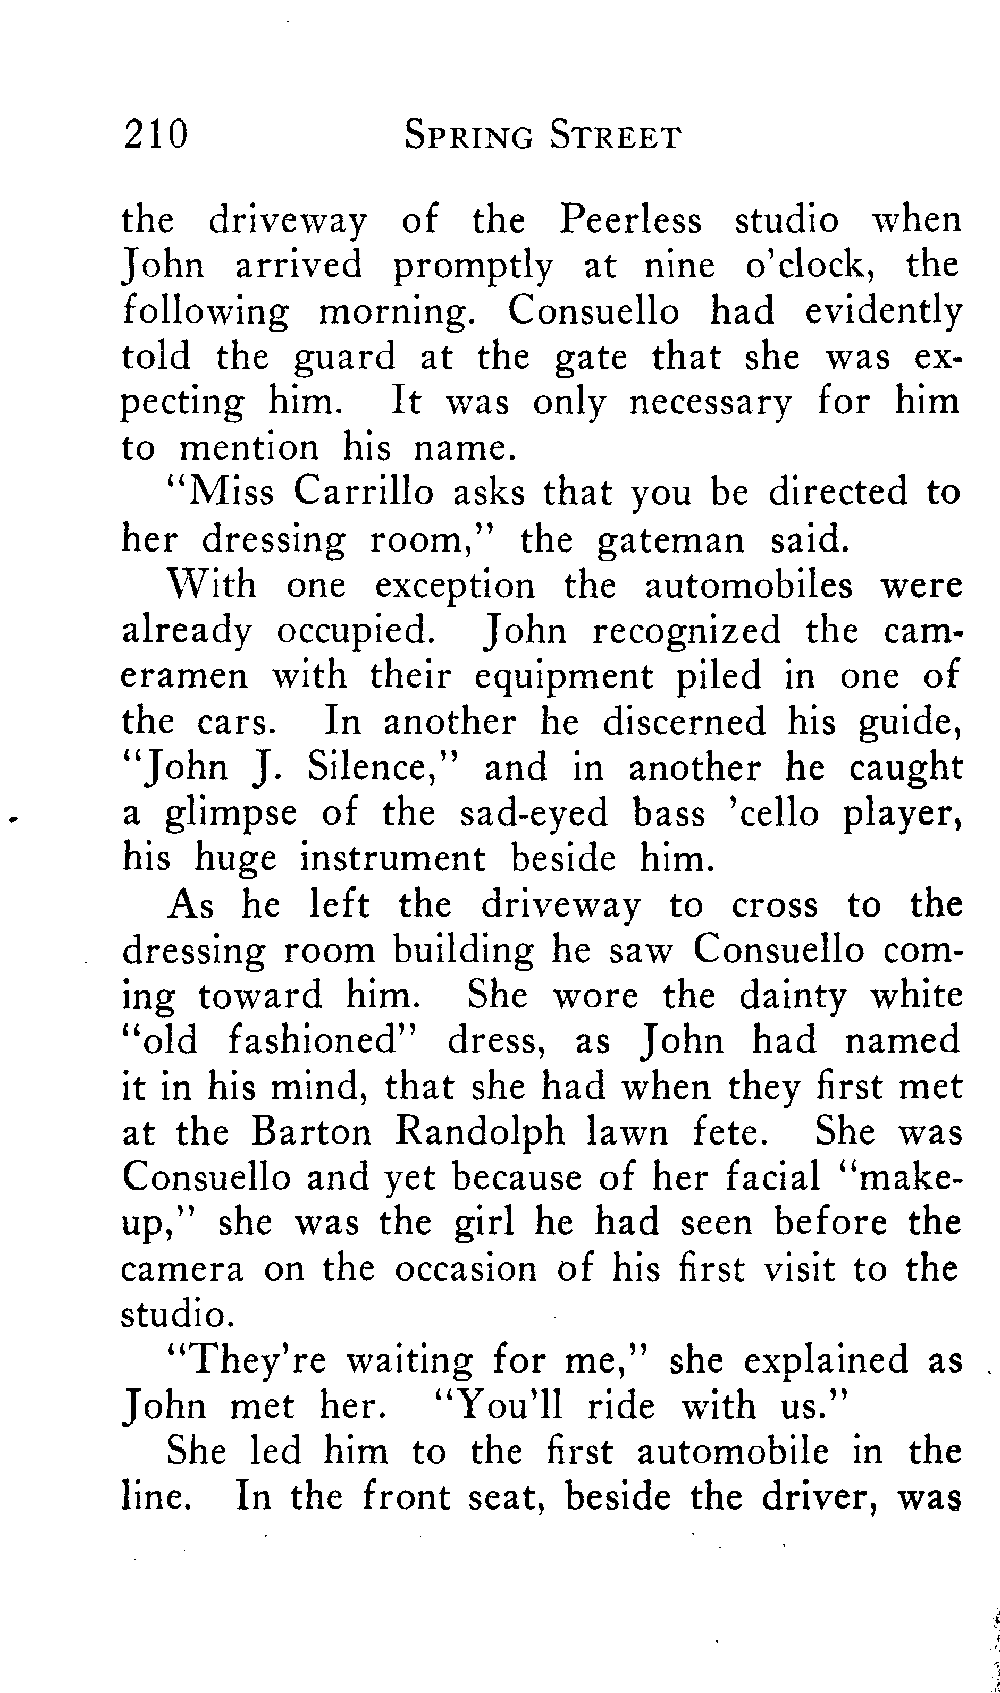 210 SPRING STREET
the driveway of the Peerless studio when
John arrived promptly at nine o'clock, the
following morning. Consuello had evidently
told the guard at the gate that she was ex-
pecting him. It was only necessary for him
to mention his name.
"Miss Carrillo asks that you be directed to
her dressing room," the gateman said.
With one exception the automobiles were
already occupied. John recognized the cam-
eramen with their equipment piled in one of
the cars. In another he discerned his guide,
"John J. Silence," and in another he caught
a glimpse of the sad-eyed bass 'cello player,
his huge instrument beside him.
As he left the driveway to cross to the
dressing room building he saw Consuello com-
ing toward him. She wore the dainty white
"old fashioned" dress, as John had named
it in his mind, that she had when they first met
at the Barton Randolph lawn fete. She was
Consuello and yet because of her facial "make-
up," she was the girl he had seen before the
camera on the occasion of his first visit to the
studio.
"They're waiting for me," she explained as
John met her. "You'll ride with us."
She led him to the first automobile in the
line. In the front seat, beside the driver, was